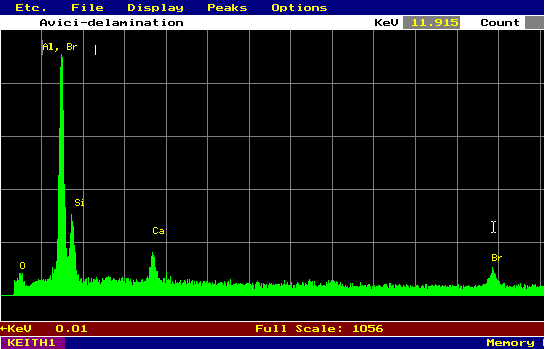 Etc. File Display Peaks Options
Avici-delamination KeV 11.915 Count
Al, Br
Si
Ca
O
Br
←KeV 0.01 Full Scale: 1056
KEITH1 Memory